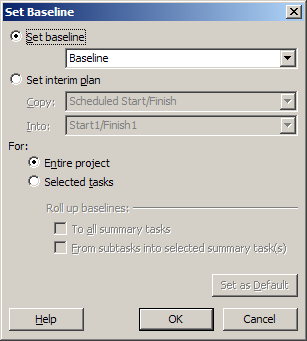 Set Baseline
Set baseline
Baseline
Set interim plan
Copy: Scheduled Start/Finish
Into: Start1/Finish1
For:
Entire project
Selected tasks
Roll up baselines:
To all summary tasks
From subtasks into selected summary task(s)
Set as Default
Help OK Cancel